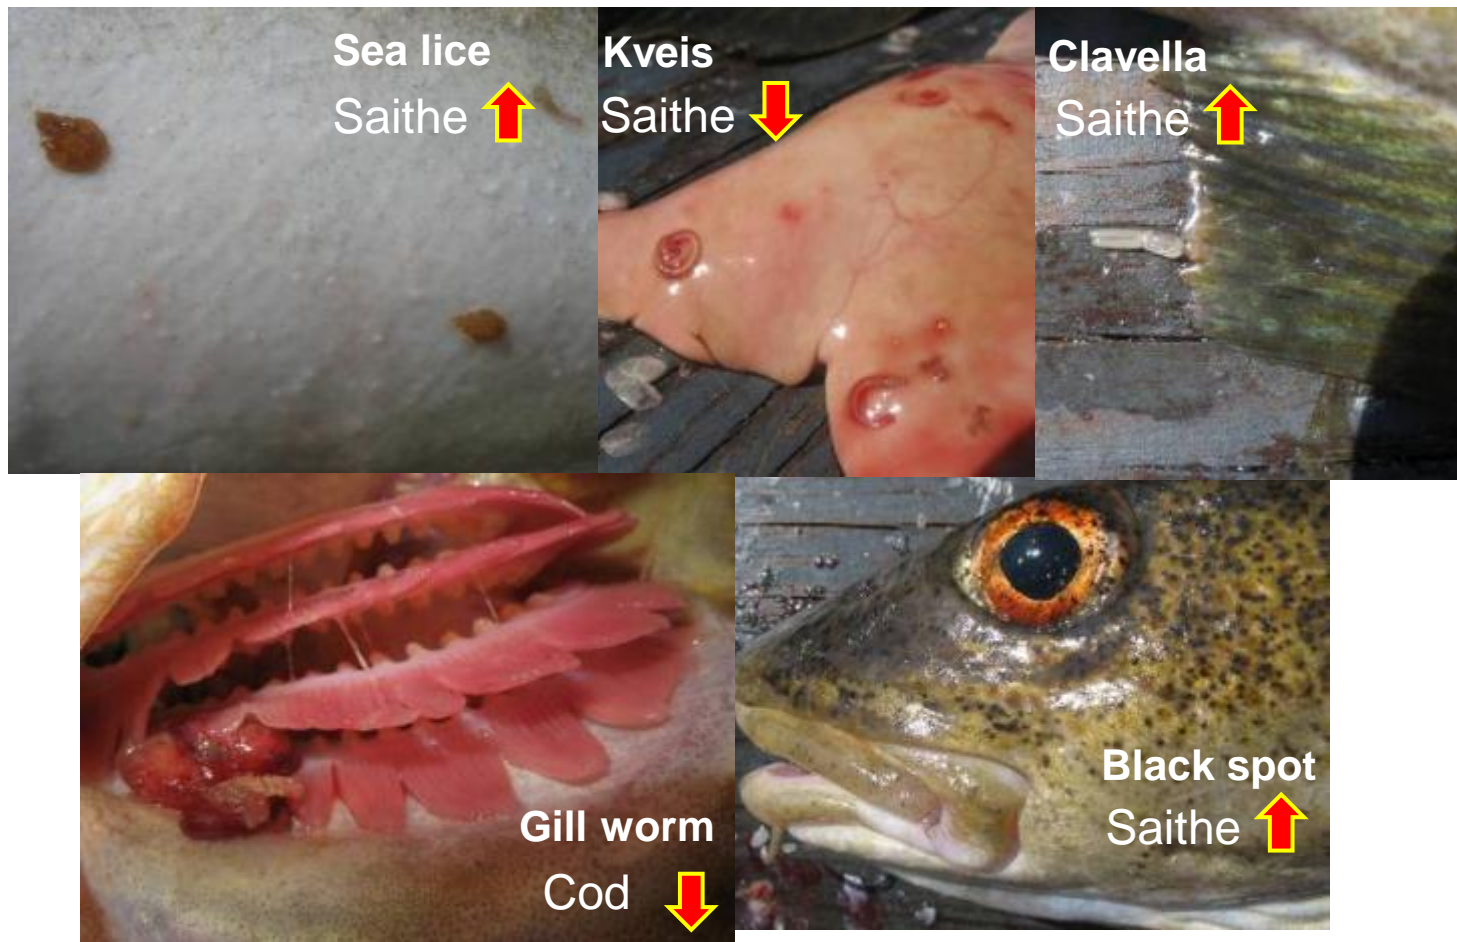 Sea lice
Saithe
Kveis
Saithe
Clavella
Saithe
Gill worm
Cod
Black spot
Saithe